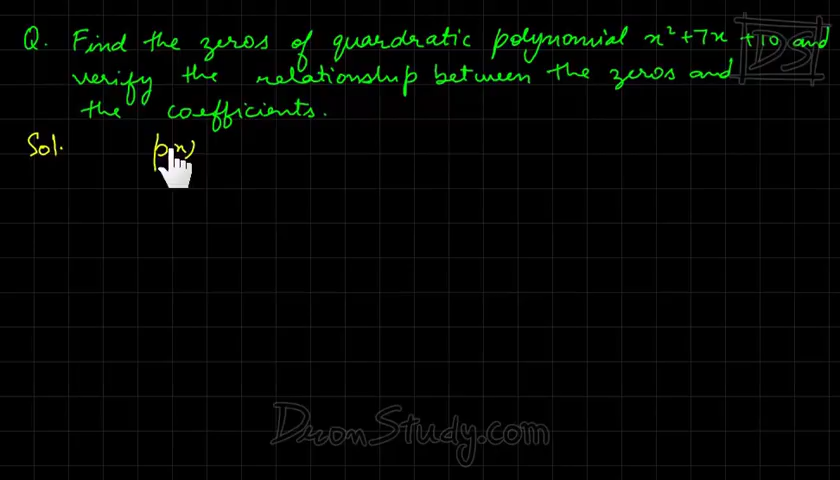 Q. Find the zeros of quardratic polynomial x² + 7x + 10 and
verify the relationship between the zeros and
the coefficients.
Sol. p(x)
DS
DronStudy.com